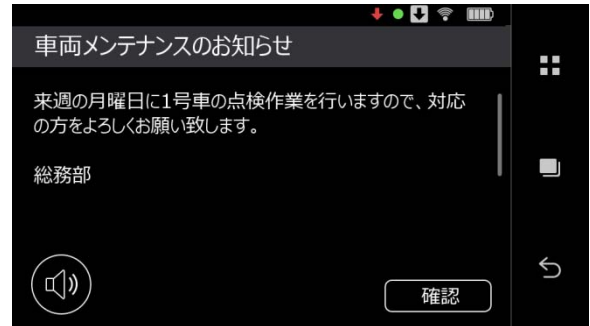 車両メンテナンスのお知らせ
来週の月曜日に1号車の点検作業を行いますので、対応
の方をよろしくお願い致します。
総務部
確認